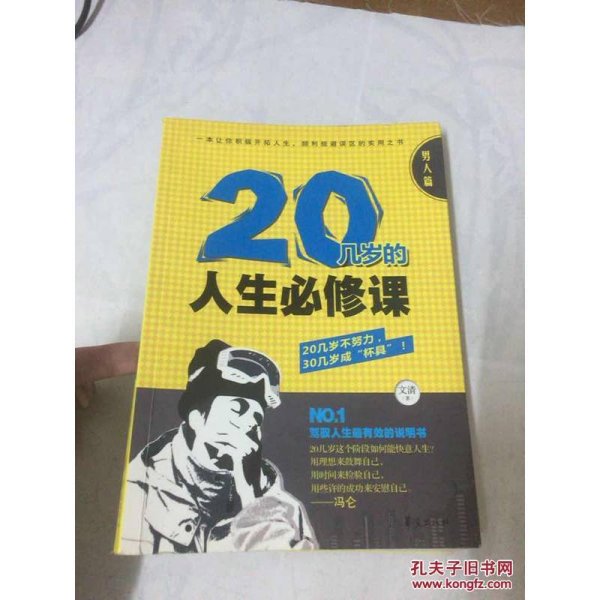 一本让你积极开拓人生，顺利规避误区的实用之书
男人篇
20
几岁的
人生必修课
20几岁不努力，
30几岁成“杯具”！
文清
著
NO.1
驾驭人生最有效的说明书
20几岁这个阶段如何能快意人生？
用理想来鼓舞自己，
用时间来检验自己，
用些许的成功来安慰自己。
——冯仑
孔夫子旧书网
www.kongfz.com